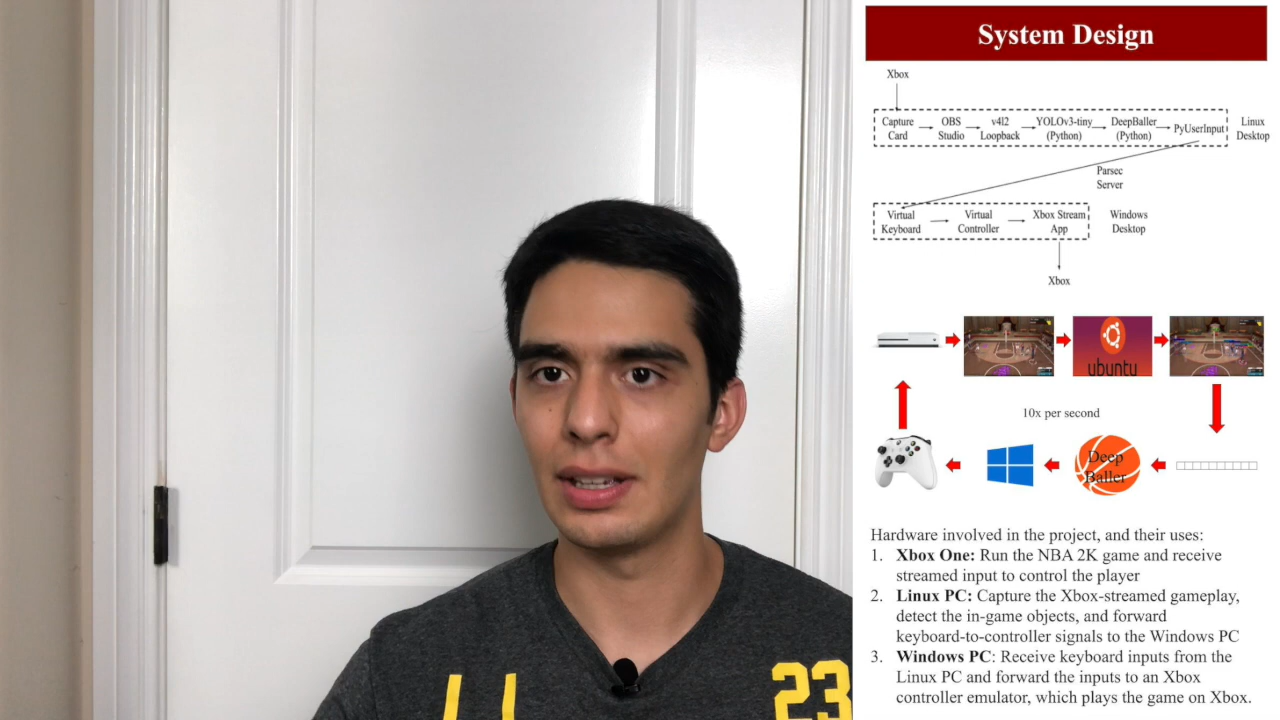 System Design
Xbox
Capture Card
OBS Studio
v4l2 Loopback
YOLOv3-tiny (Python)
DeepBaller (Python)
PyUserInput
Linux Desktop
Parsec Server
Virtual Keyboard
Virtual Controller
Xbox Stream App
Windows Desktop
Xbox
ubuntu
10x per second
Deep Baller
Hardware involved in the project, and their uses:
1. Xbox One: Run the NBA 2K game and receive
streamed input to control the player
2. Linux PC: Capture the Xbox-streamed gameplay,
detect the in-game objects, and forward
keyboard-to-controller signals to the Windows PC
3. Windows PC: Receive keyboard inputs from the
Linux PC and forward the inputs to an Xbox
controller emulator, which plays the game on Xbox.
23